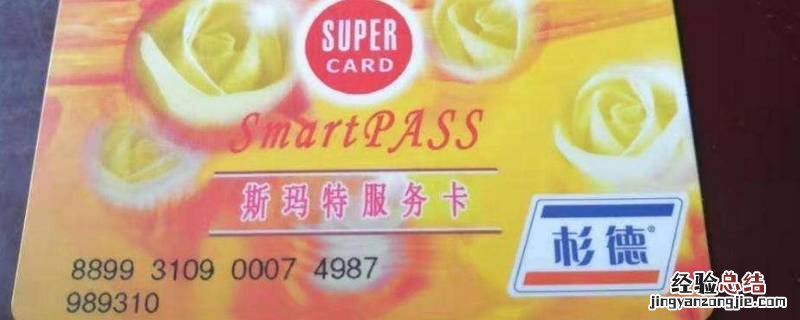 SUPER
CARD
SmartPASS
斯玛特服务卡
杉德®
8899 3109 0007 4987
989310
经验总结
jingyanzongjie.com